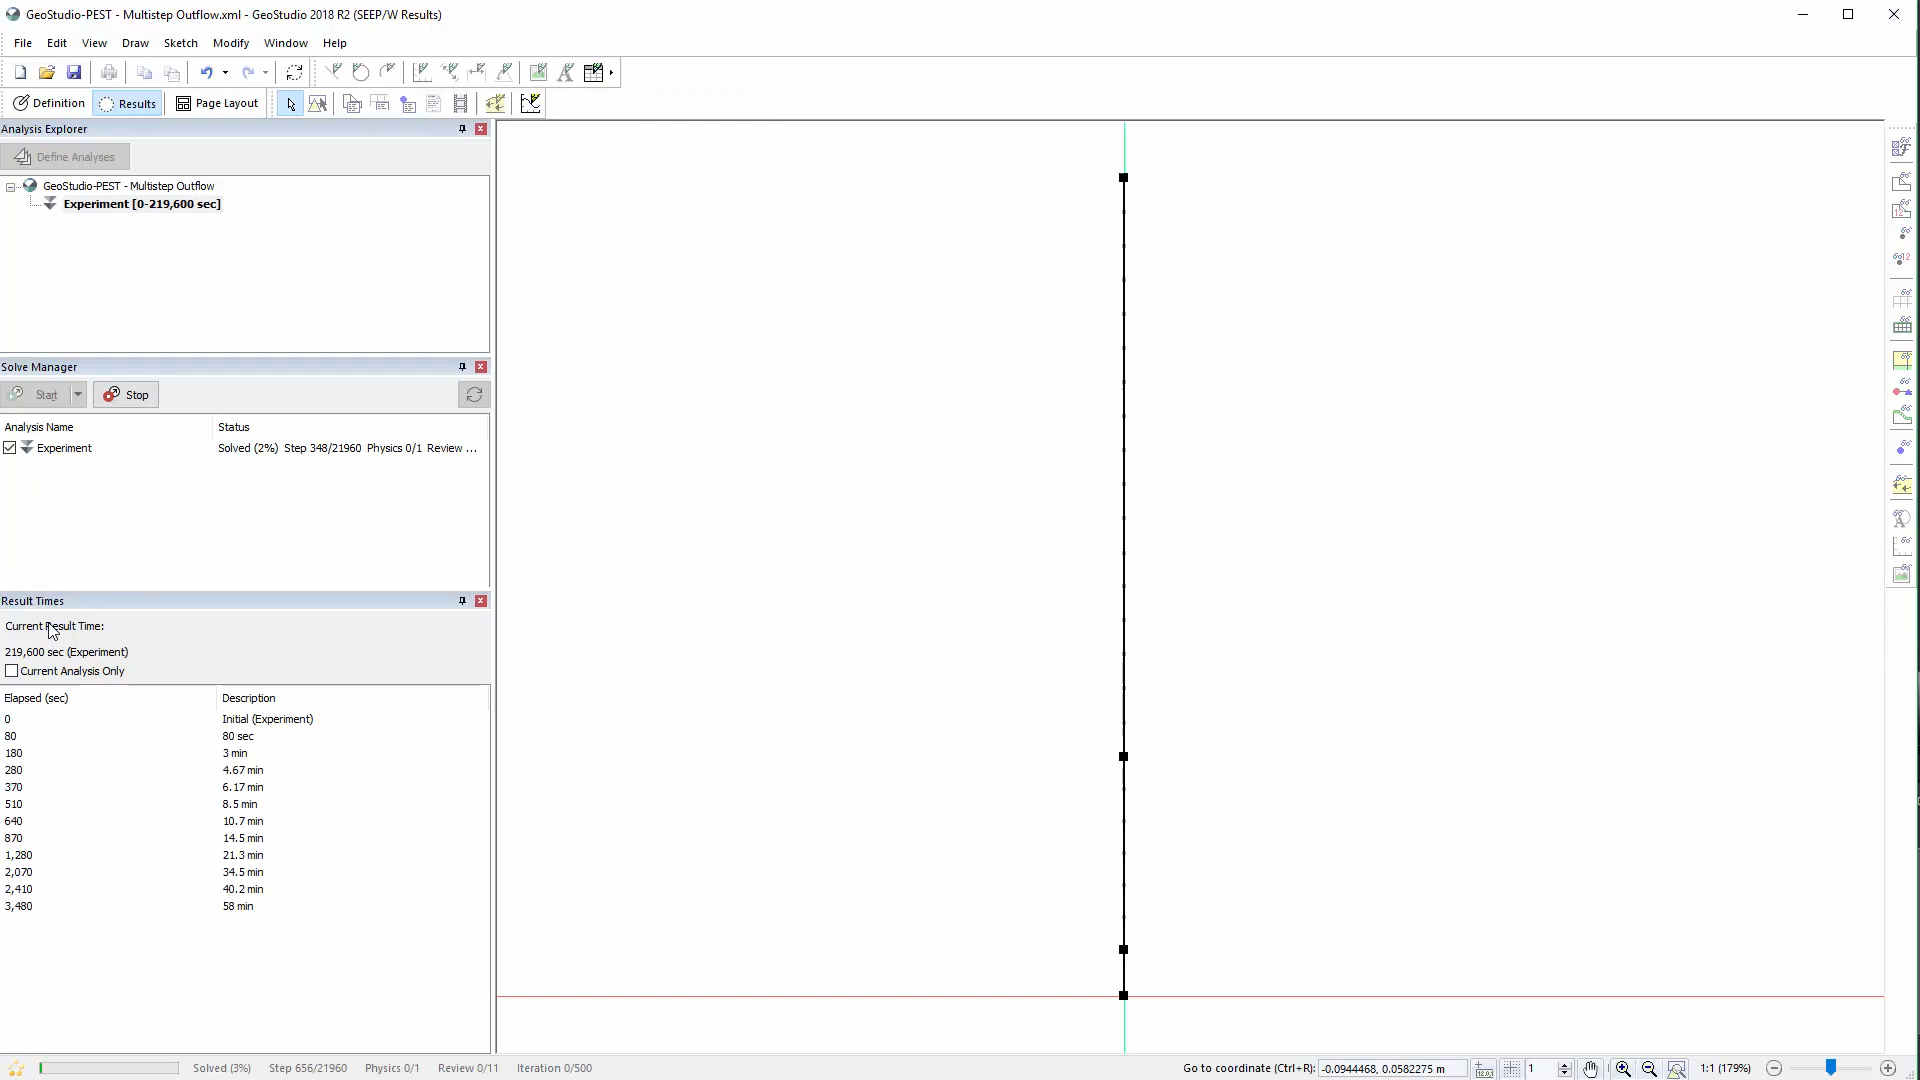 GeoStudio-PEST - Multistep Outflow.xml - GeoStudio 2018 R2 (SEEP/W Results)
File Edit View Draw Sketch Modify Window Help
Definition Results Page Layout
Analysis Explorer
Define Analyses
GeoStudio-PEST - Multistep Outflow
Experiment [0-219,600 sec]
Solve Manager
Start Stop
Analysis Name Status
Experiment Solved (2%) Step 348/21960 Physics 0/1 Review ...
Result Times
Current Result Time:
219,600 sec (Experiment)
Current Analysis Only
Elapsed (sec) Description
0 Initial (Experiment)
80 80 sec
180 3 min
280 4.67 min
370 6.17 min
510 8.5 min
640 10.7 min
870 14.5 min
1,280 21.3 min
2,070 34.5 min
2,410 40.2 min
3,480 58 min
Solved (3%) Step 656/21960 Physics 0/1 Review 0/11 Iteration 0/500 Go to coordinate (Ctrl+R): -0.0944468, 0.0582275 m 1 1:1 (179%)